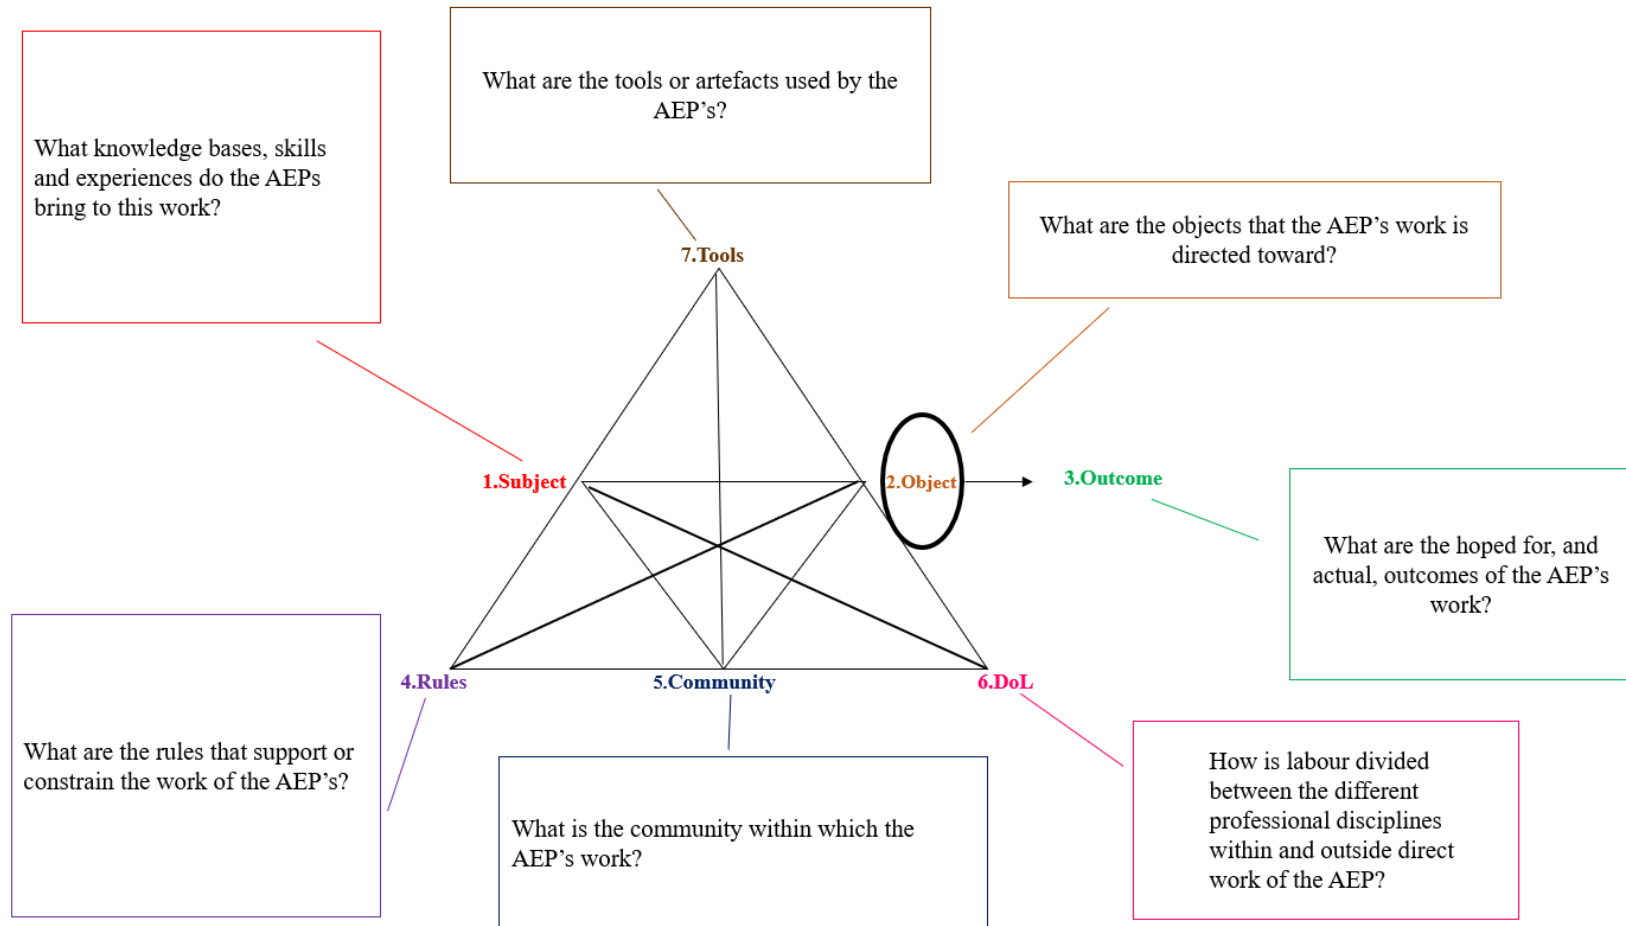 What are the tools or artefacts used by the
AEP’s?
What knowledge bases, skills
and experiences do the AEPs
bring to this work?
What are the objects that the AEP’s work is
directed toward?
7.Tools
1.Subject
2.Object
3.Outcome
What are the hoped for, and
actual, outcomes of the AEP’s
work?
4.Rules
5.Community
6.DoL
What are the rules that support or
constrain the work of the AEP’s?
What is the community within which the
AEP’s work?
How is labour divided
between the different
professional disciplines
within and outside direct
work of the AEP?